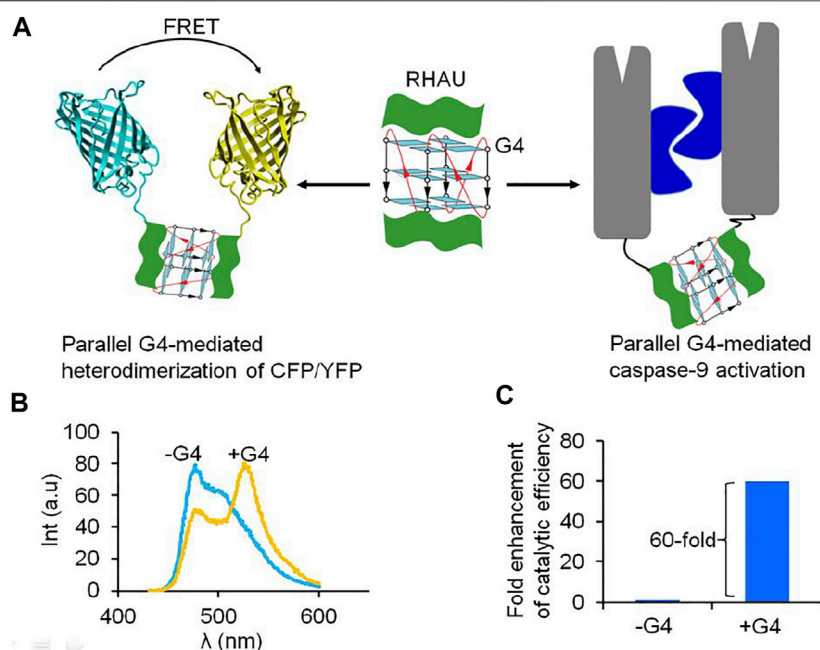 A
FRET
RHAU
G4
Parallel G4-mediated
heterodimerization of CFP/YFP
Parallel G4-mediated
caspase-9 activation
B
100
80
60
40
20
0
-G4
+G4
Int (a.u)
400
500
600
λ (nm)
C
80
60
40
20
0
Fold enhancement
of catalytic efficiency
60-fold
-G4
+G4